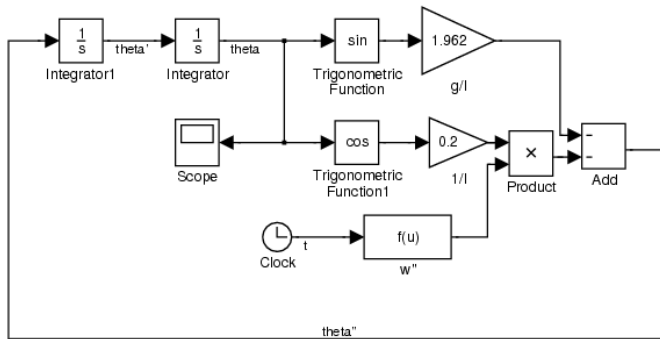 1
s
Integrator1
theta'
1
s
Integrator
theta
sin
Trigonometric
Function
1.962
g/l
Scope
cos
Trigonometric
Function1
0.2
1/l
×
Product
-
-
Add
Clock
t
f(u)
w"
theta"